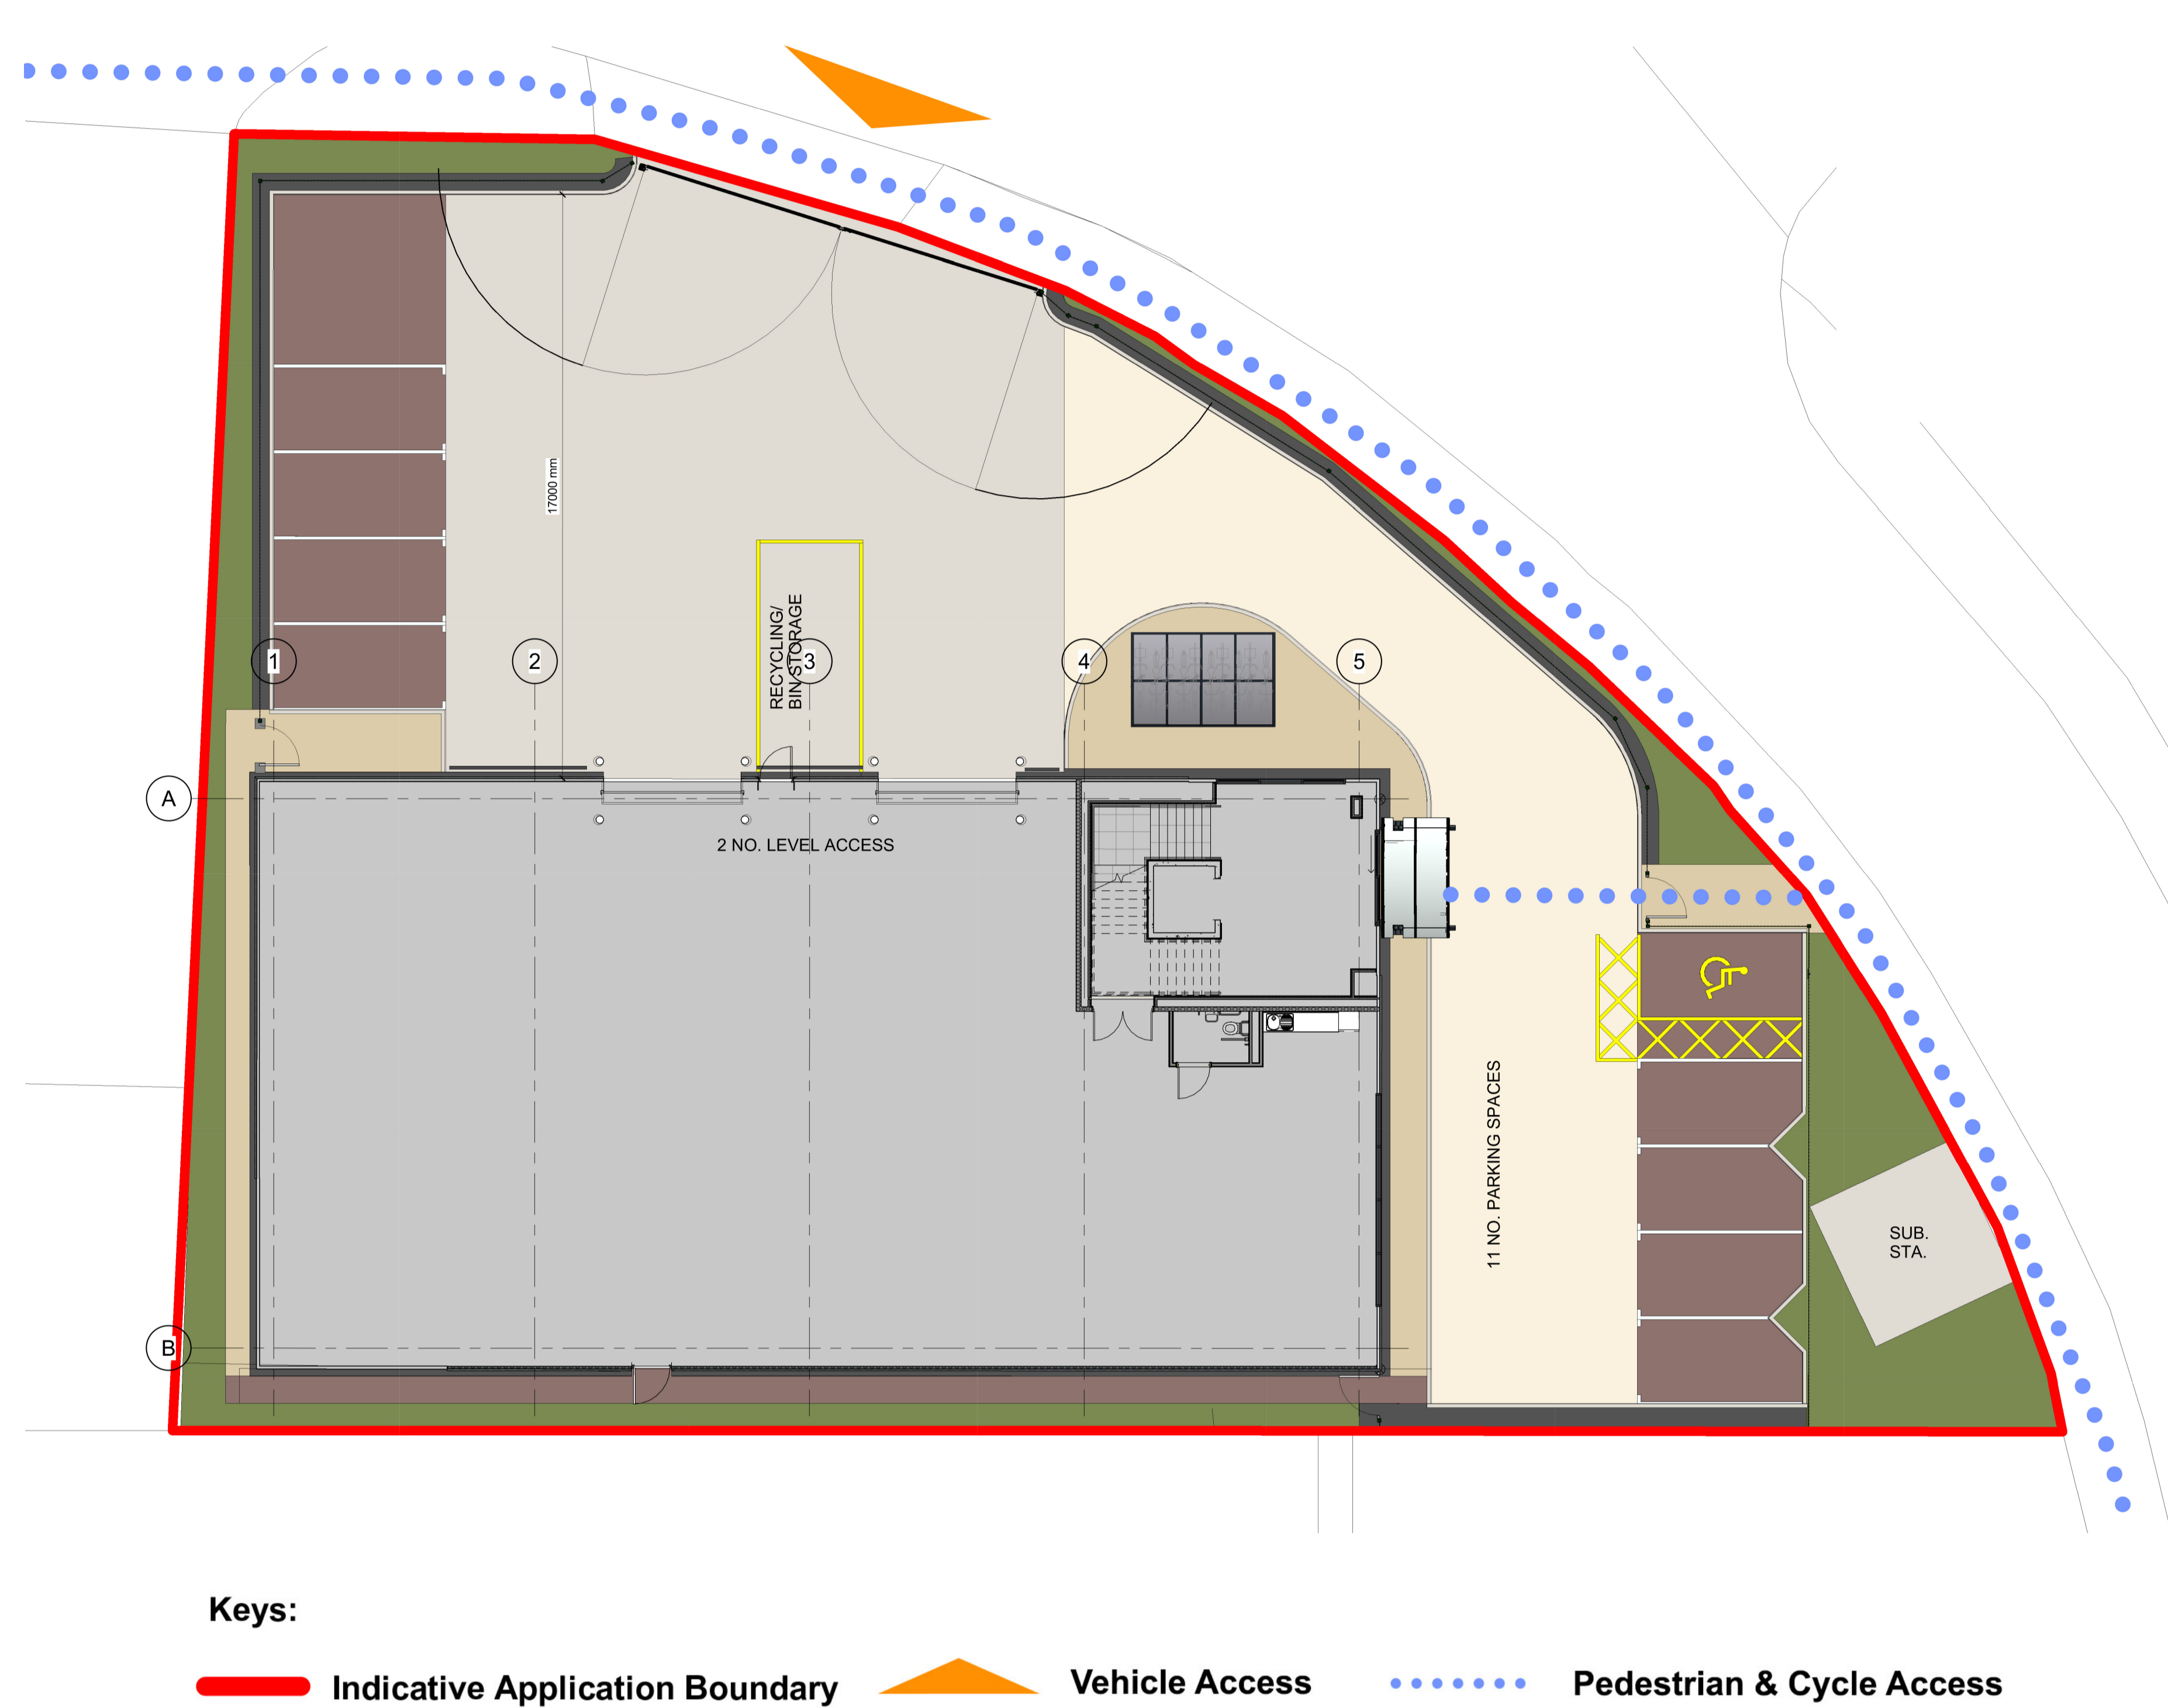 17000 mm
RECYCLING/
BIN STORAGE
1
2
3
4
5
A
2 NO. LEVEL ACCESS
11 NO. PARKING SPACES
SUB.
STA.
B
Keys:
Indicative Application Boundary
Vehicle Access
Pedestrian & Cycle Access